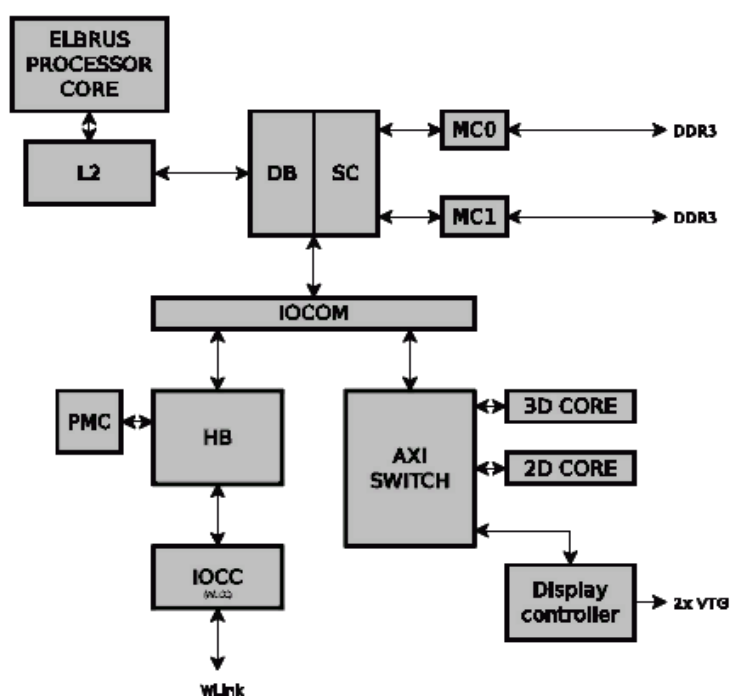 ELBRUS
PROCESSOR
CORE
L2
DB
SC
MC0
DDR3
MC1
DDR3
IOCOM
PMC
HB
AXI
SWITCH
3D CORE
2D CORE
IOCC
Display
controller
2x VTG
WLink